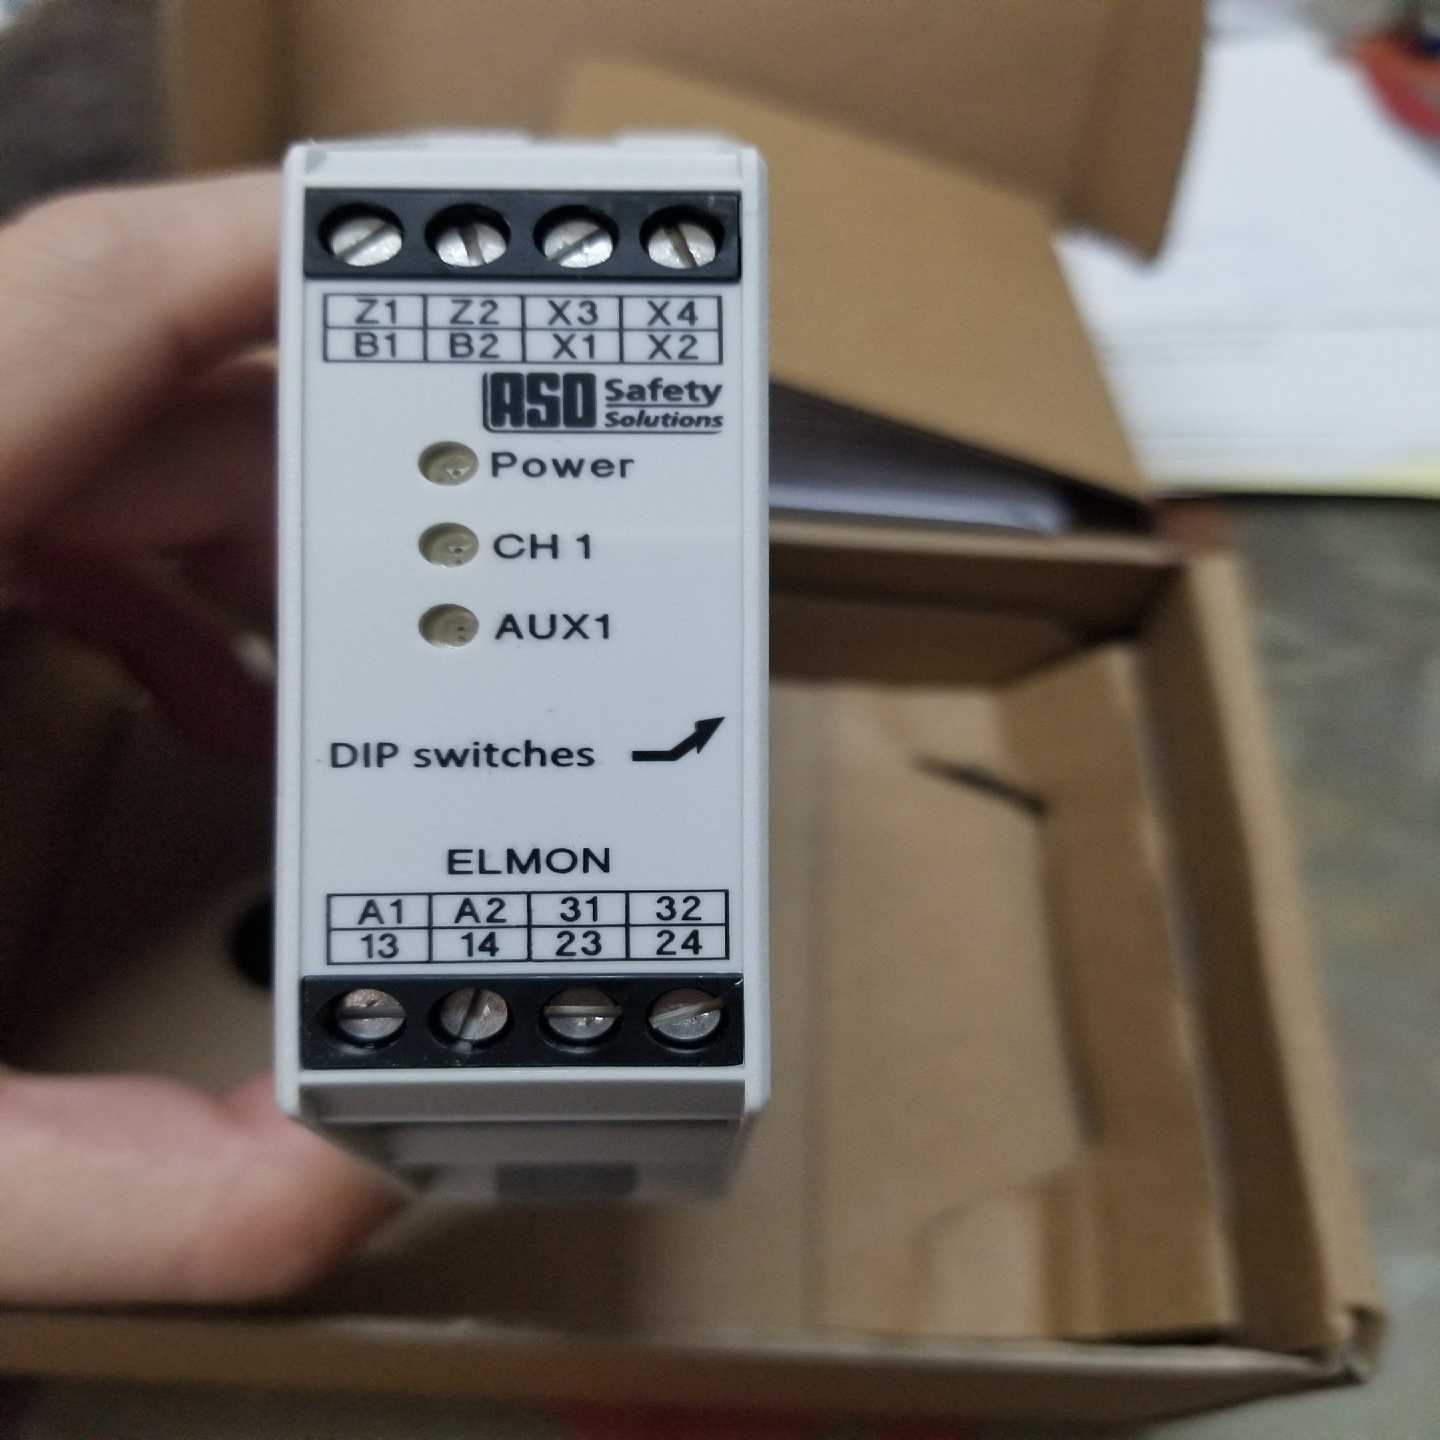 Z1 Z2 X3 X4
B1 B2 X1 X2
ASO Safety
Solutions
Power
CH 1
AUX1
DIP switches
ELMON
A1 A2 31 32
13 14 23 24